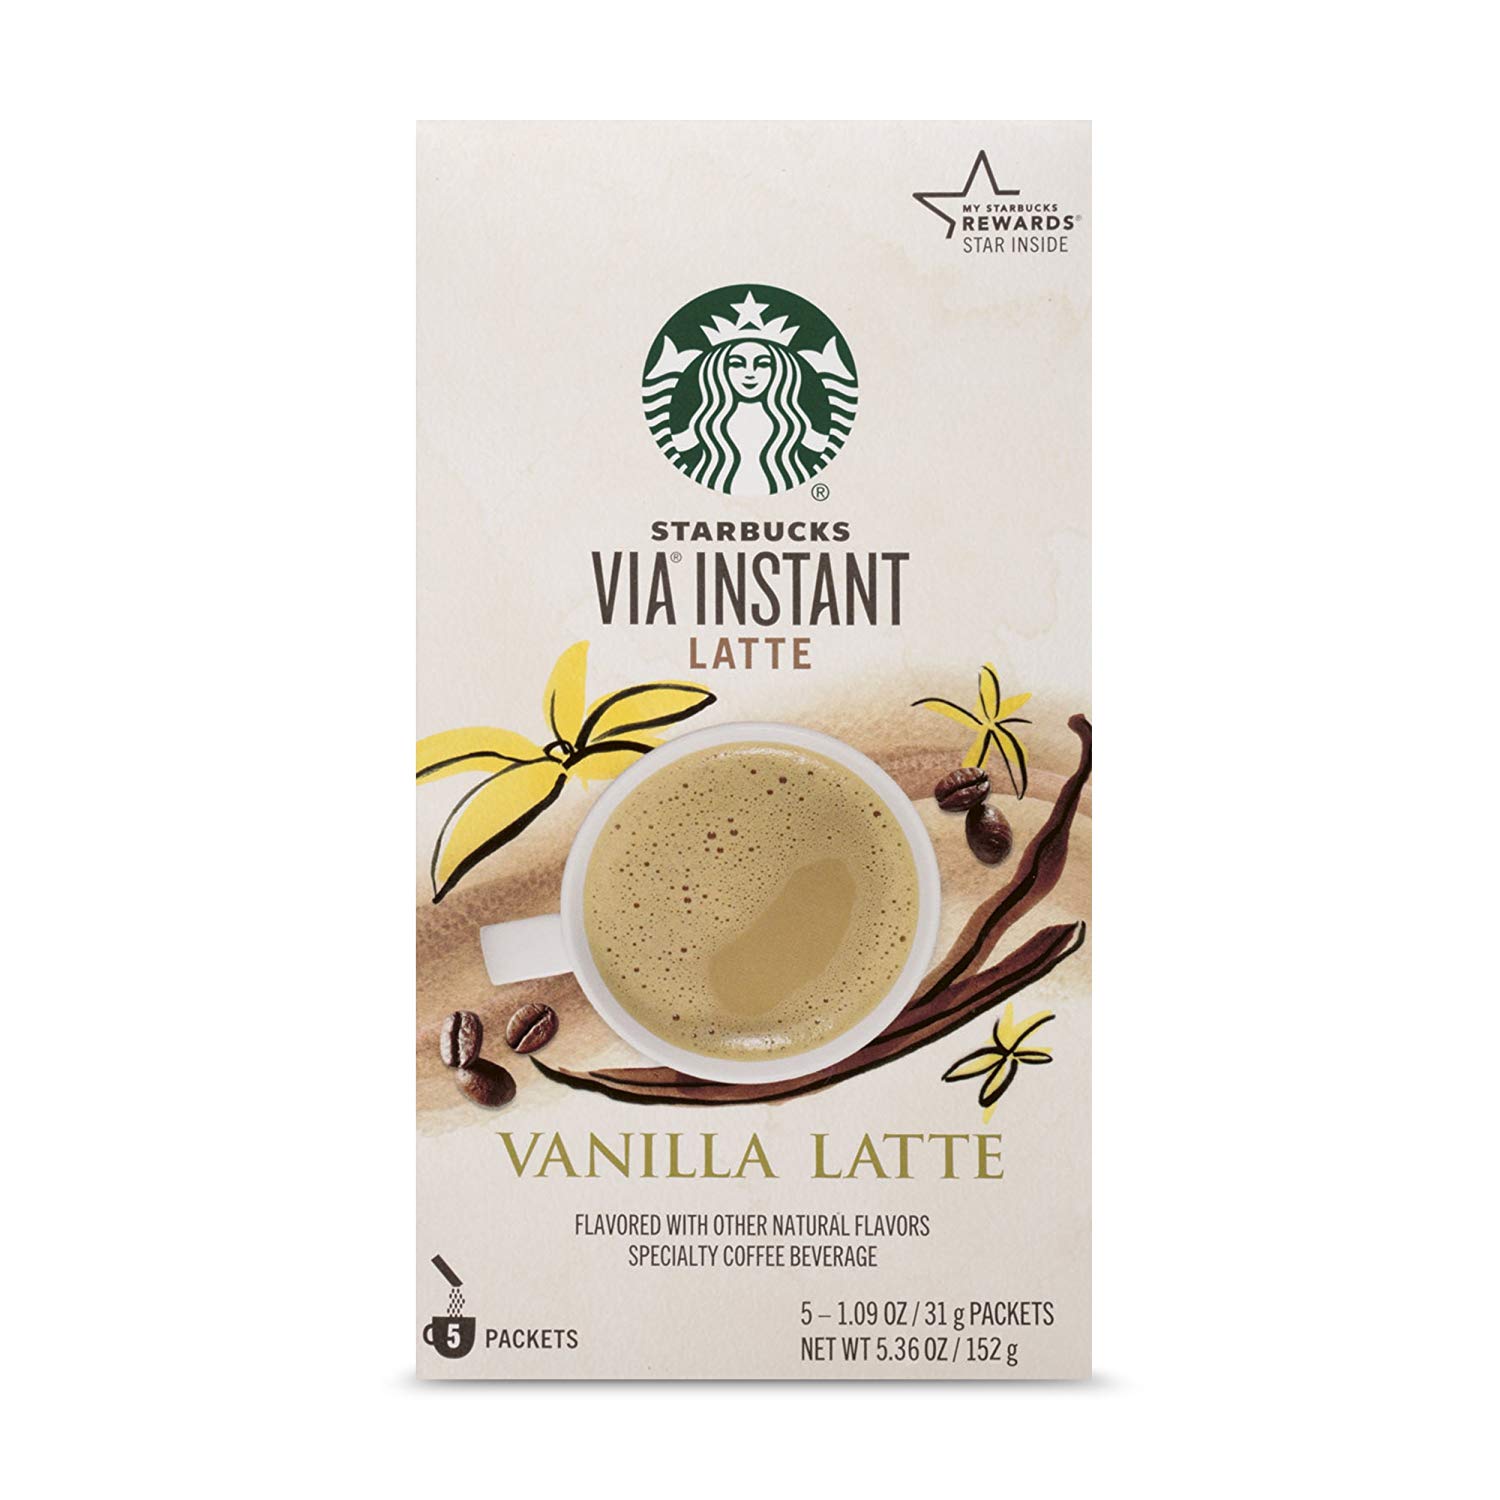 MY STARBUCKS
REWARDS®
STAR INSIDE
®
STARBUCKS
VIA® INSTANT
LATTE
VANILLA LATTE
FLAVORED WITH OTHER NATURAL FLAVORS
SPECIALTY COFFEE BEVERAGE
5 PACKETS
5 – 1.09 OZ / 31 g PACKETS
NET WT 5.36 OZ / 152 g